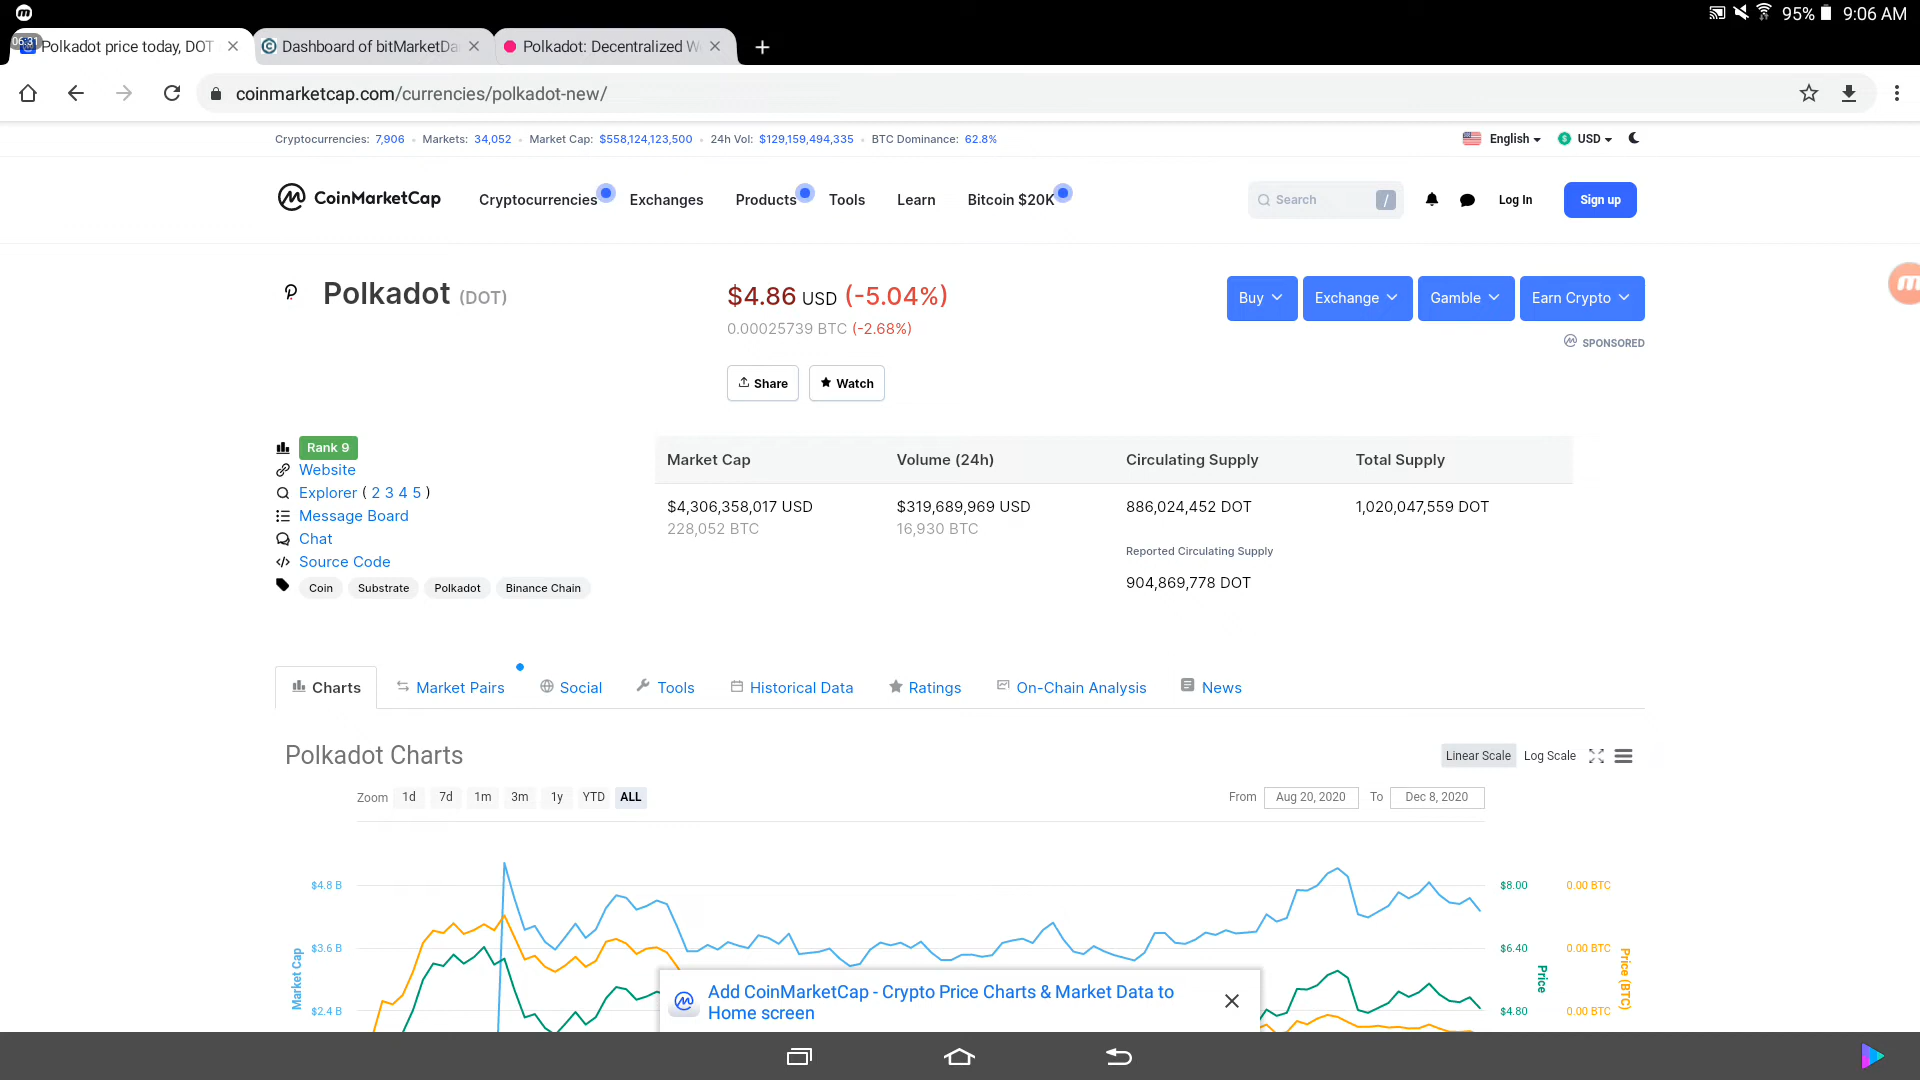 95% 9:06 AM
06:31
Polkadot price today, DOT
Dashboard of bitMarketDa
Polkadot: Decentralized W
coinmarketcap.com/currencies/polkadot-new/
Cryptocurrencies: 7,906 • Markets: 34,052 • Market Cap: $558,124,123,500 • 24h Vol: $129,159,494,335 • BTC Dominance: 62.8%
English USD
CoinMarketCap Cryptocurrencies Exchanges Products Tools Learn Bitcoin $20K Search / Log In Sign up
Polkadot (DOT) $4.86 USD (-5.04%)
0.00025739 BTC (-2.68%)
Buy Exchange Gamble Earn Crypto
SPONSORED
Share Watch
Rank 9
Website
Explorer ( 2 3 4 5 )
Message Board
Chat
Source Code
Coin Substrate Polkadot Binance Chain
Market Cap Volume (24h) Circulating Supply Total Supply
$4,306,358,017 USD $319,689,969 USD 886,024,452 DOT 1,020,047,559 DOT
228,052 BTC 16,930 BTC
Reported Circulating Supply
904,869,778 DOT
Charts Market Pairs Social Tools Historical Data Ratings On-Chain Analysis News
Polkadot Charts
Linear Scale Log Scale
Zoom 1d 7d 1m 3m 1y YTD ALL
From Aug 20, 2020 To Dec 8, 2020
$4.8 B $8.00 0.00 BTC
$3.6 B $6.40 0.00 BTC
$2.4 B $4.80 0.00 BTC
Market Cap
Price
Price (BTC)
Add CoinMarketCap - Crypto Price Charts & Market Data to
Home screen